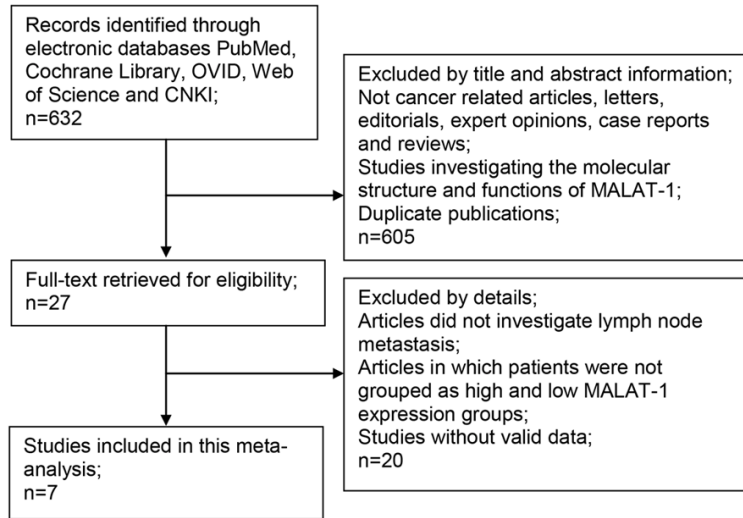 Records identified through
electronic databases PubMed,
Cochrane Library, OVID, Web
of Science and CNKI;
n=632
Excluded by title and abstract information;
Not cancer related articles, letters,
editorials, expert opinions, case reports
and reviews;
Studies investigating the molecular
structure and functions of MALAT-1;
Duplicate publications;
n=605
Full-text retrieved for eligibility;
n=27
Excluded by details;
Articles did not investigate lymph node
metastasis;
Articles in which patients were not
grouped as high and low MALAT-1
expression groups;
Studies without valid data;
n=20
Studies included in this meta-
analysis;
n=7